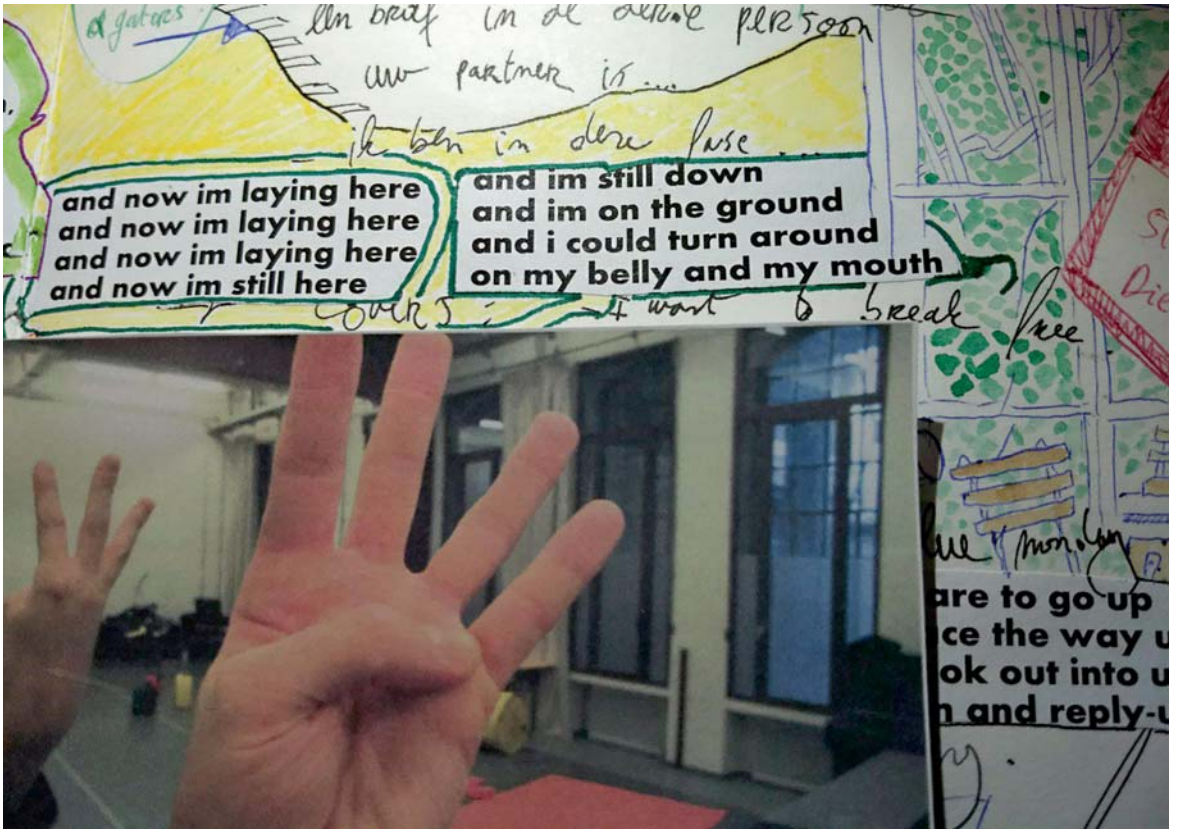 een brief in de derde persoon
uw partner is ....
ik ben in deze fase ....
and now im laying here
and now im laying here
and now im laying here
and now im still here
and im still down
and im on the ground
and i could turn around
on my belly and my mouth
covers : I want to break free
are to go up
ce the way u
ok out into u
and reply-u